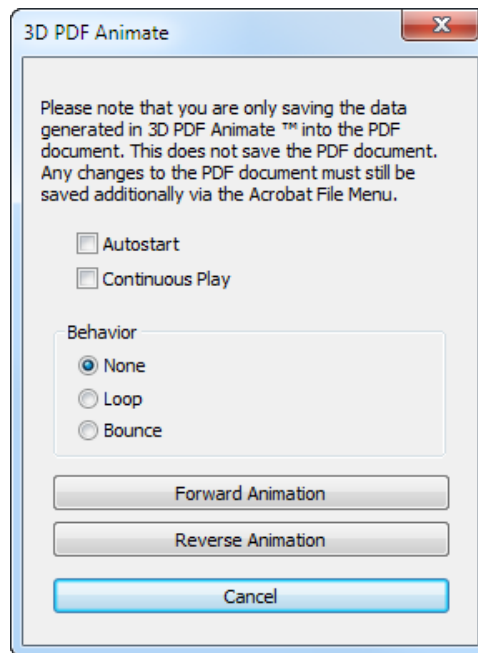 3D PDF Animate
Please note that you are only saving the data
generated in 3D PDF Animate ™ into the PDF
document. This does not save the PDF document.
Any changes to the PDF document must still be
saved additionally via the Acrobat File Menu.
Autostart
Continuous Play
Behavior
None
Loop
Bounce
Forward Animation
Reverse Animation
Cancel